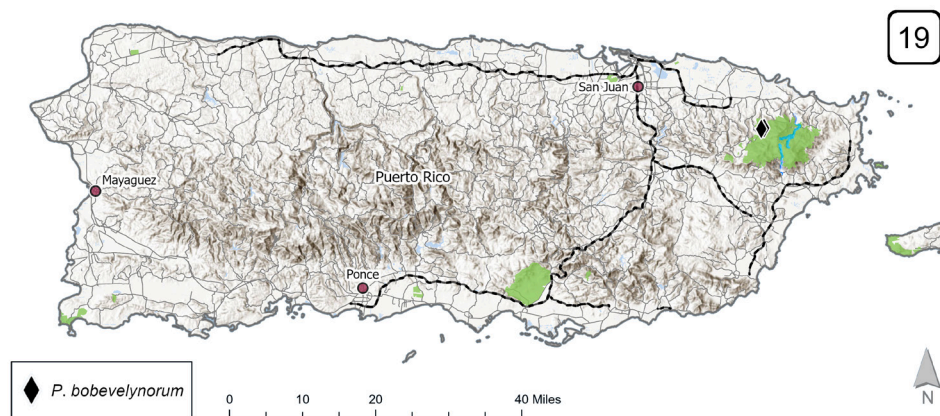 19
San Juan
Puerto Rico
Mayaguez
Ponce
P. bobevelynorum
0 10 20 40 Miles
N